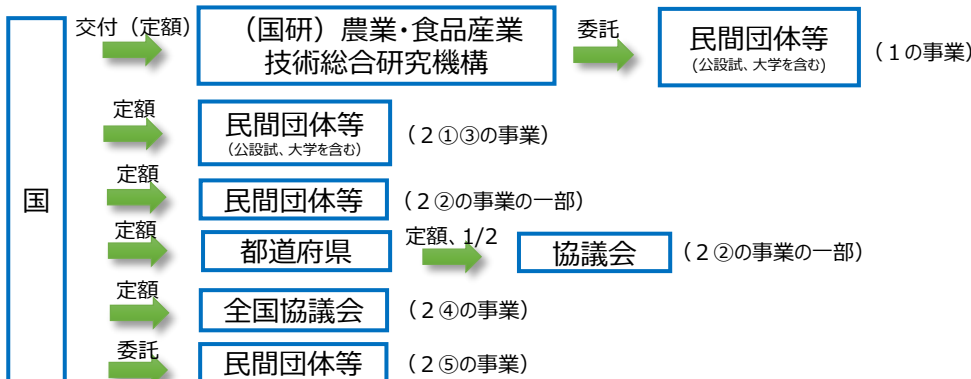 国
交付（定額）
（国研）農業・食品産業
技術総合研究機構
委託
民間団体等
(公設試、大学を含む)
（１の事業）
定額
民間団体等
(公設試、大学を含む)
（２①③の事業）
定額
民間団体等
（２②の事業の一部）
定額
都道府県
定額、1/2
協議会
（２②の事業の一部）
定額
全国協議会
（２④の事業）
委託
民間団体等
（２⑤の事業）